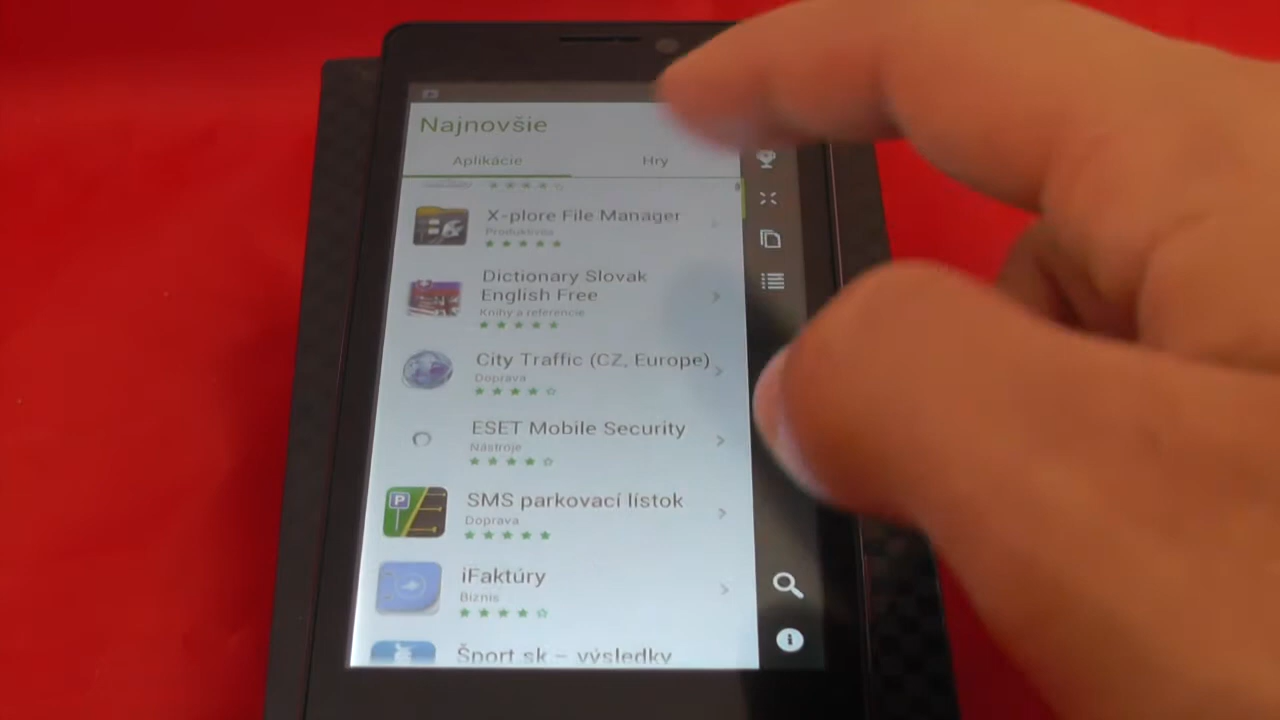 Najnovšie
Aplikácie
Hry
X-plore File Manager
Produktivita
Dictionary Slovak
English Free
Knihy a referencie
City Traffic (CZ, Europe)
Doprava
ESET Mobile Security
Nástroje
P
SMS parkovací lístok
Doprava
iFaktúry
Biznis
Šport.sk – výsledky